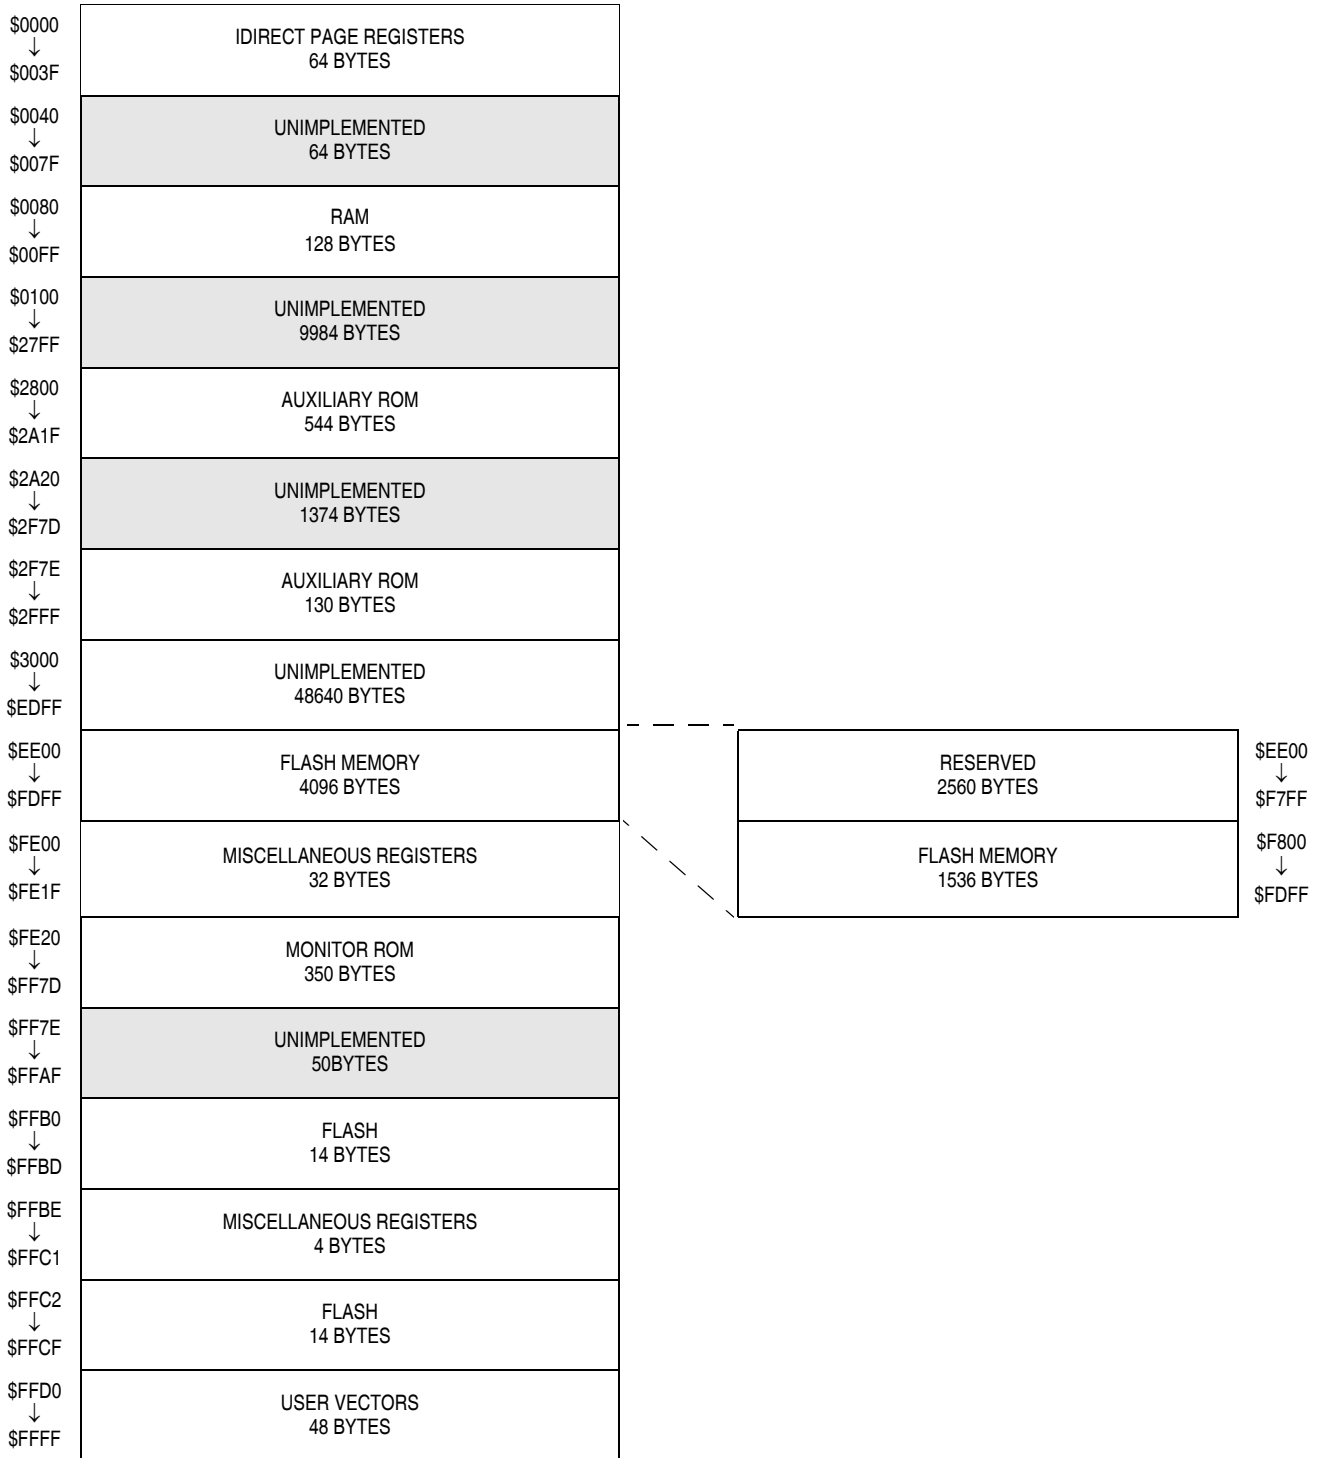 $0000
↓
$003F
IDIRECT PAGE REGISTERS
64 BYTES
$0040
↓
$007F
UNIMPLEMENTED
64 BYTES
$0080
↓
$00FF
RAM
128 BYTES
$0100
↓
$27FF
UNIMPLEMENTED
9984 BYTES
$2800
↓
$2A1F
AUXILIARY ROM
544 BYTES
$2A20
↓
$2F7D
UNIMPLEMENTED
1374 BYTES
$2F7E
↓
$2FFF
AUXILIARY ROM
130 BYTES
$3000
↓
$EDFF
UNIMPLEMENTED
48640 BYTES
$EE00
↓
$FDFF
FLASH MEMORY
4096 BYTES
RESERVED
2560 BYTES
$EE00
↓
$F7FF
$FE00
↓
$FE1F
MISCELLANEOUS REGISTERS
32 BYTES
FLASH MEMORY
1536 BYTES
$F800
↓
$FDFF
$FE20
↓
$FF7D
MONITOR ROM
350 BYTES
$FF7E
↓
$FFAF
UNIMPLEMENTED
50BYTES
$FFB0
↓
$FFBD
FLASH
14 BYTES
$FFBE
↓
$FFC1
MISCELLANEOUS REGISTERS
4 BYTES
$FFC2
↓
$FFCF
FLASH
14 BYTES
$FFD0
↓
$FFFF
USER VECTORS
48 BYTES